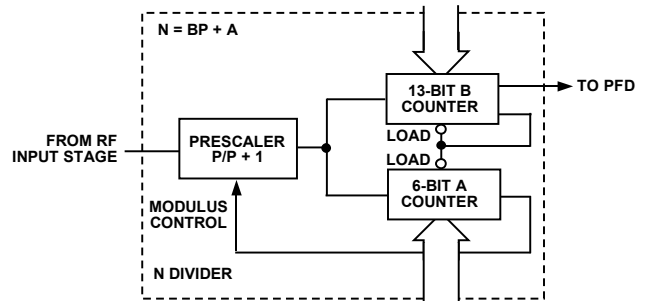 N = BP + A
13-BIT B
COUNTER
TO PFD
LOAD
FROM RF
INPUT STAGE
PRESCALER
P/P + 1
LOAD
6-BIT A
COUNTER
MODULUS
CONTROL
N DIVIDER